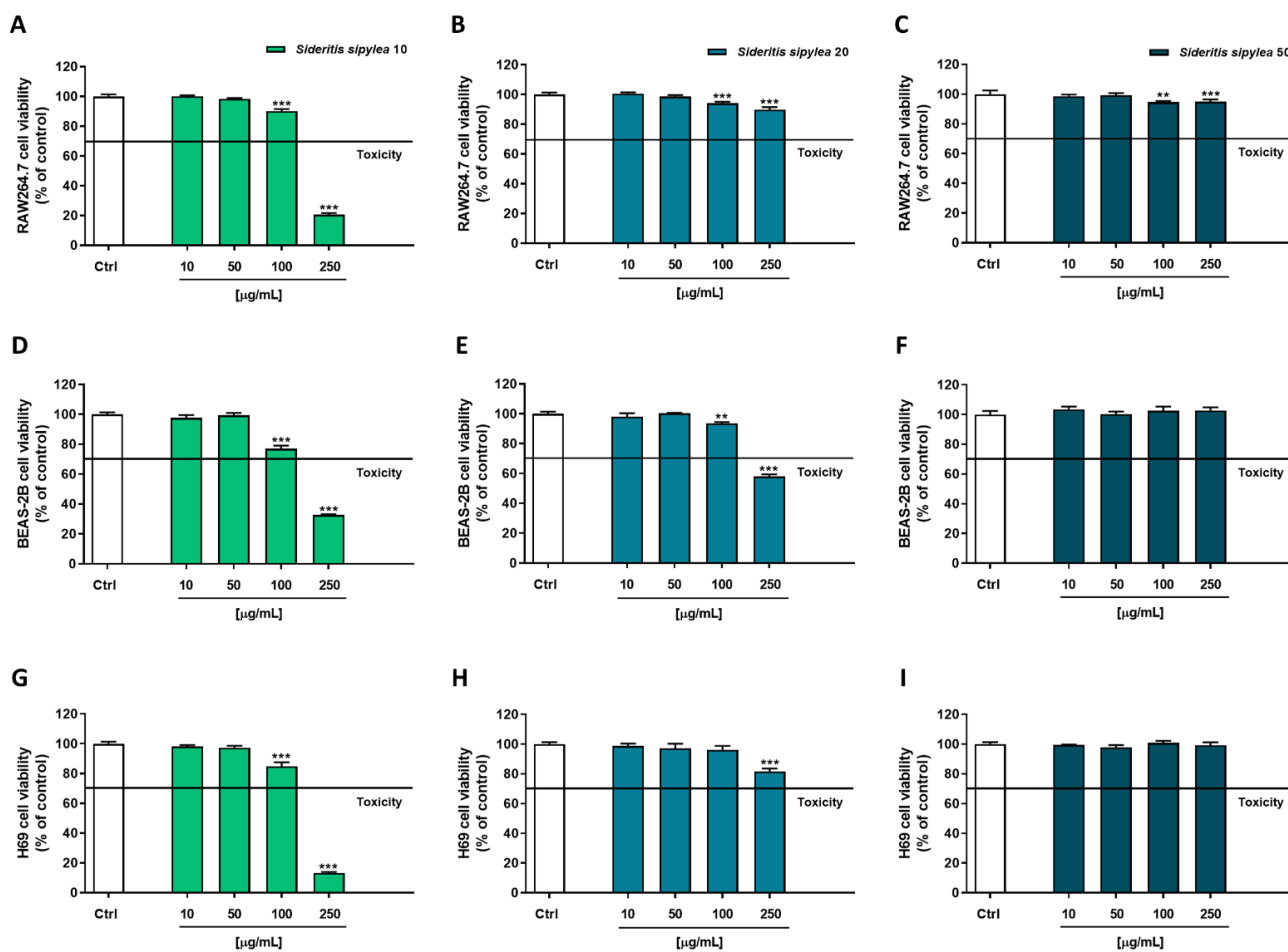 A
Sideritis sipylea 10
RAW264.7 cell viability
(% of control)
120
100
80
60
40
20
0
***
***
Toxicity
Ctrl 10 50 100 250
[μg/mL]
B
Sideritis sipylea 20
RAW264.7 cell viability
(% of control)
120
100
80
60
40
20
0
*** ***
Toxicity
Ctrl 10 50 100 250
[μg/mL]
C
Sideritis sipylea 50
RAW264.7 cell viability
(% of control)
120
100
80
60
40
20
0
** ***
Toxicity
Ctrl 10 50 100 250
[μg/mL]
D
BEAS-2B cell viability
(% of control)
120
100
80
60
40
20
0
***
***
Toxicity
Ctrl 10 50 100 250
[μg/mL]
E
BEAS-2B cell viability
(% of control)
120
100
80
60
40
20
0
**
***
Toxicity
Ctrl 10 50 100 250
[μg/mL]
F
BEAS-2B cell viability
(% of control)
120
100
80
60
40
20
0
Toxicity
Ctrl 10 50 100 250
[μg/mL]
G
H69 cell viability
(% of control)
120
100
80
60
40
20
0
***
***
Toxicity
Ctrl 10 50 100 250
[μg/mL]
H
H69 cell viability
(% of control)
120
100
80
60
40
20
0
***
Toxicity
Ctrl 10 50 100 250
[μg/mL]
I
H69 cell viability
(% of control)
120
100
80
60
40
20
0
Toxicity
Ctrl 10 50 100 250
[μg/mL]